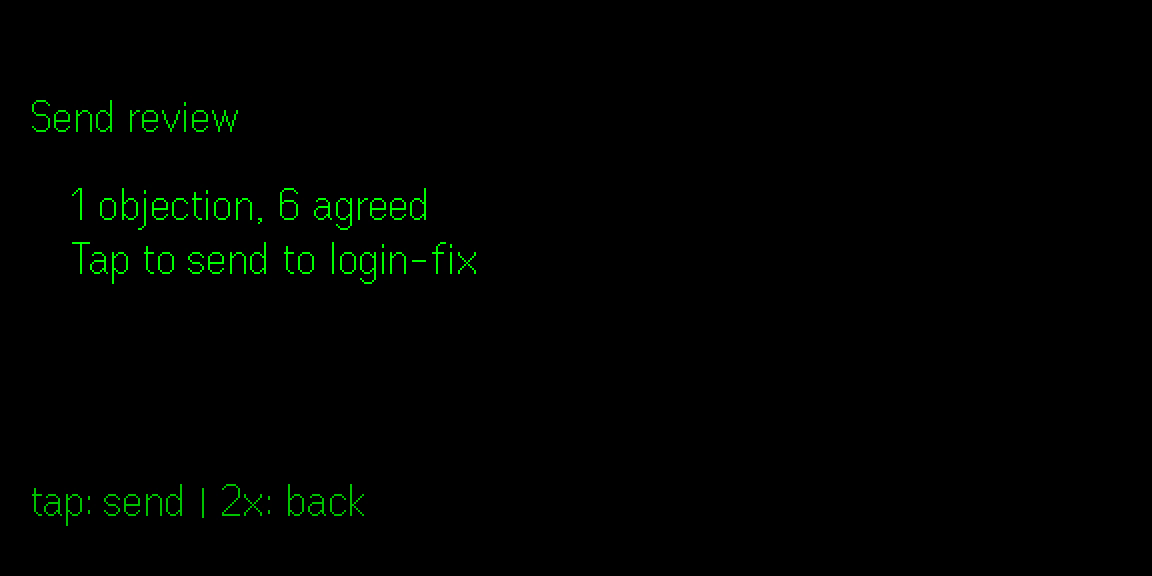 Send review
1 objection, 6 agreed
Tap to send to login-fix
tap: send | 2x: back